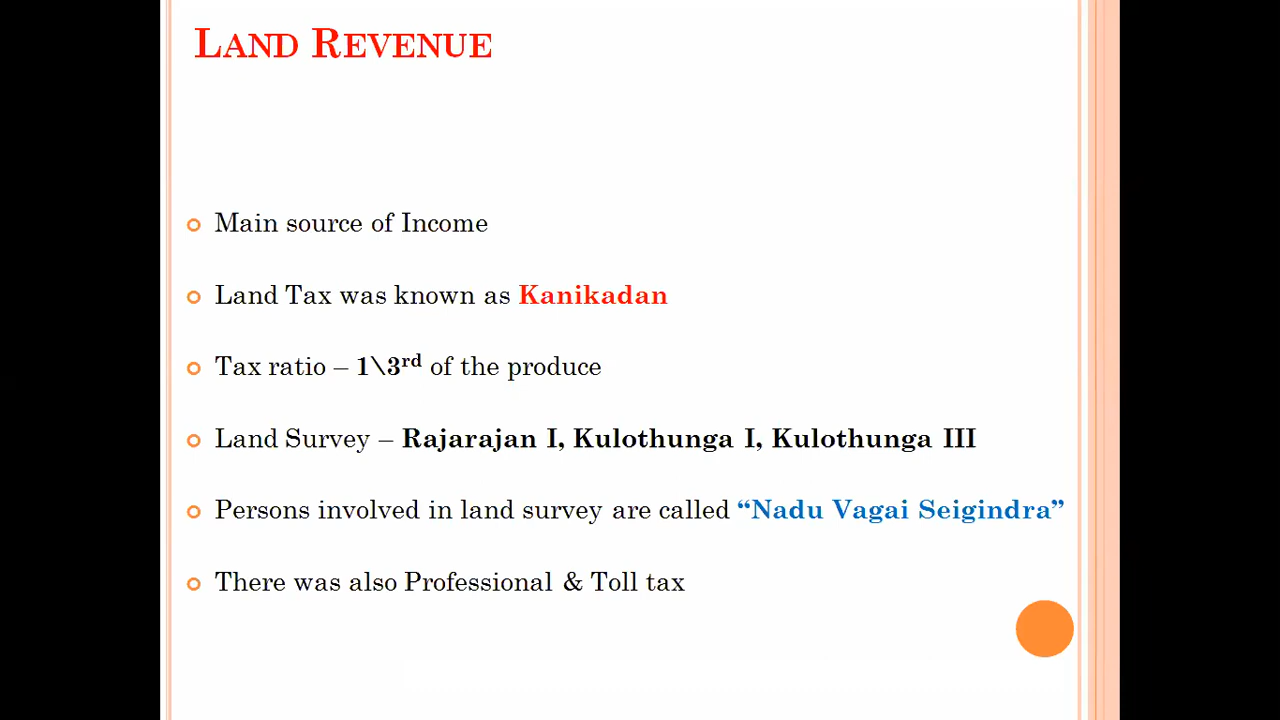 LAND REVENUE
Main source of Income
Land Tax was known as Kanikadan
Tax ratio – 1\3rd of the produce
Land Survey – Rajarajan I, Kulothunga I, Kulothunga III
Persons involved in land survey are called “Nadu Vagai Seigindra”
There was also Professional & Toll tax